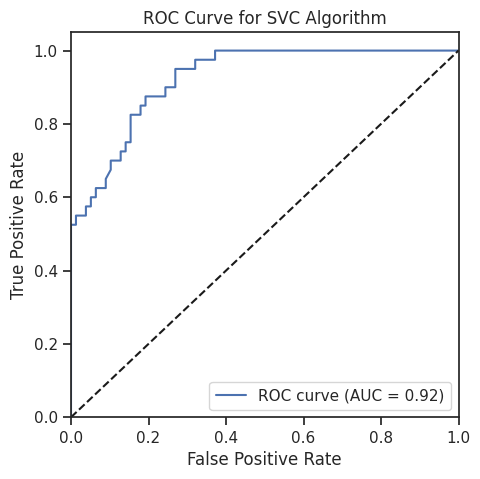 ROC Curve for SVC Algorithm
True Positive Rate
1.0
0.8
0.6
0.4
0.2
0.0
ROC curve (AUC = 0.92)
0.0 0.2 0.4 0.6 0.8 1.0
False Positive Rate